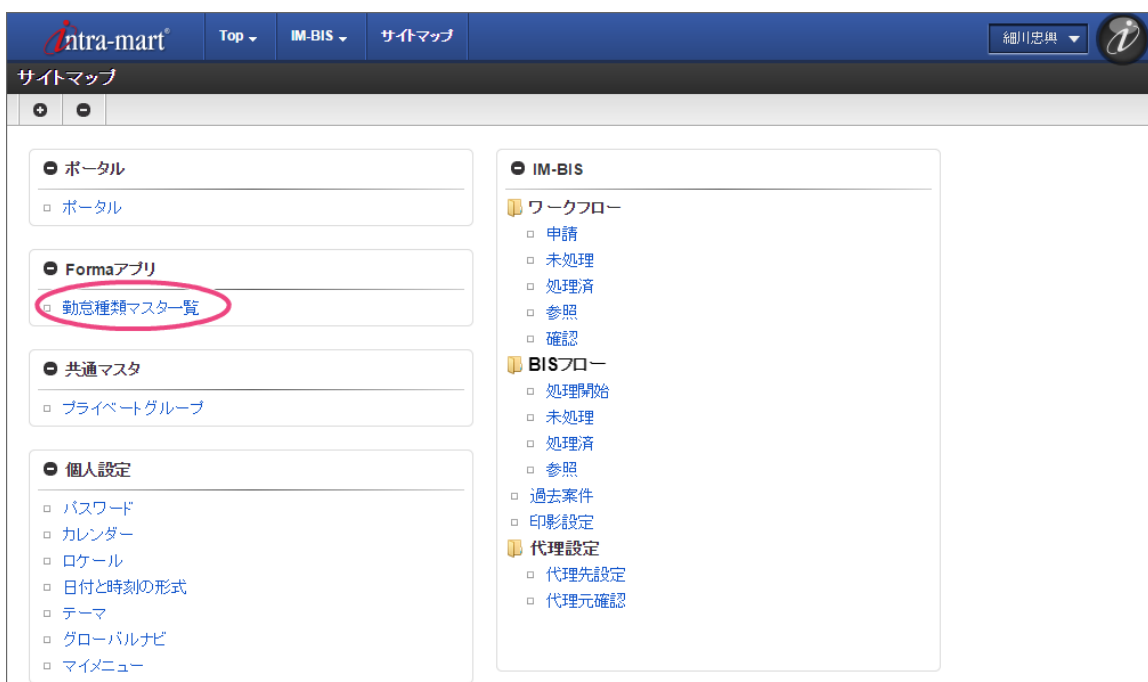 intra-mart®
Top
IM-BIS
サイトマップ
細川忠興
サイトマップ
ポータル
ポータル
Formaアプリ
勤怠種類マスタ一覧
共通マスタ
プライベートグループ
個人設定
パスワード
カレンダー
ロケール
日付と時刻の形式
テーマ
グローバルナビ
マイメニュー
IM-BIS
ワークフロー
申請
未処理
処理済
参照
確認
BISフロー
処理開始
未処理
処理済
参照
過去案件
印影設定
代理設定
代理先設定
代理元確認